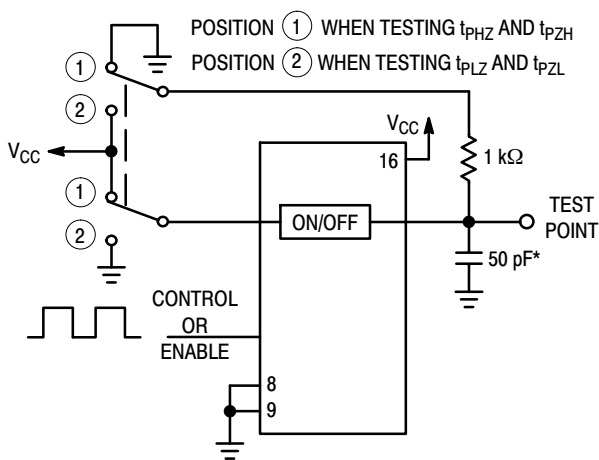 POSITION 1 WHEN TESTING tPHZ AND tPZH
POSITION 2 WHEN TESTING tPLZ AND tPZL
1
2
VCC
1
2
VCC
16
1 kΩ
ON/OFF
TEST
POINT
50 pF*
CONTROL
OR
ENABLE
8
9